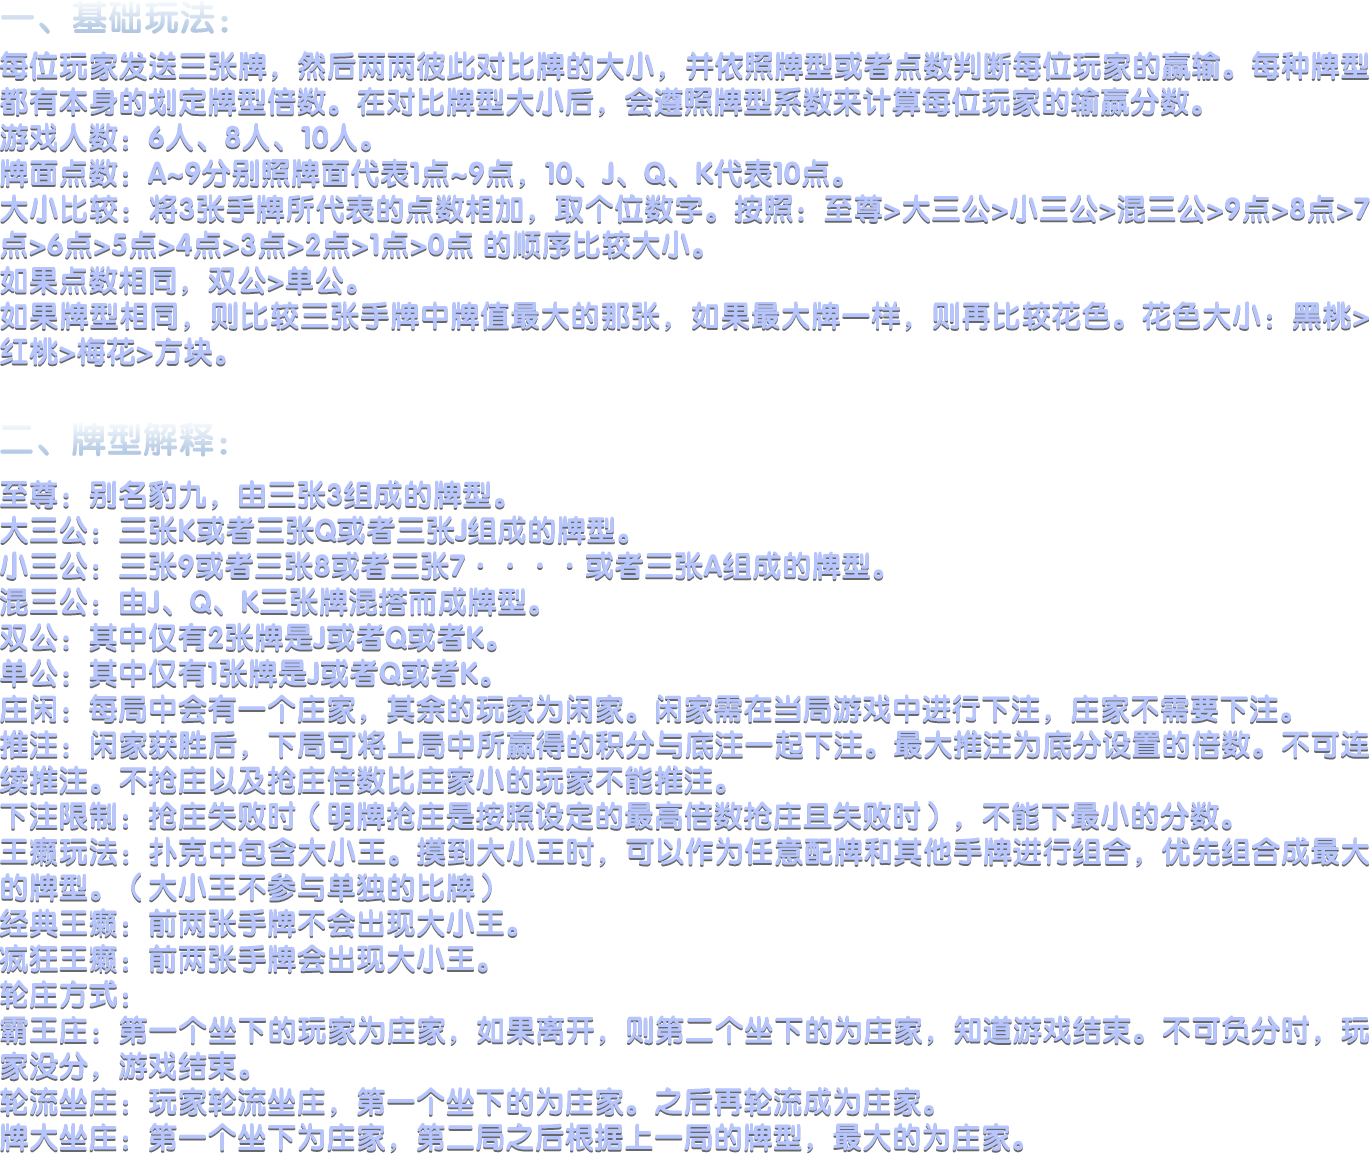 一、基础玩法：
每位玩家发送三张牌，然后两两彼此对比牌的大小，并依照牌型或者点数判断每位玩家的赢输。每种牌型
都有本身的划定牌型倍数。在对比牌型大小后，会遵照牌型系数来计算每位玩家的输赢分数。
游戏人数：6人、8人、10人。
牌面点数：A~9分别照牌面代表1点~9点，10、J、Q、K代表10点。
大小比较：将3张手牌所代表的点数相加，取个位数字。按照：至尊>大三公>小三公>混三公>9点>8点>7
点>6点>5点>4点>3点>2点>1点>0点 的顺序比较大小。
如果点数相同，双公>单公。
如果牌型相同，则比较三张手牌中牌值最大的那张，如果最大牌一样，则再比较花色。花色大小：黑桃>
红桃>梅花>方块。
二、牌型解释：
至尊：别名豹九，由三张3组成的牌型。
大三公：三张K或者三张Q或者三张J组成的牌型。
小三公：三张9或者三张8或者三张7····或者三张A组成的牌型。
混三公：由J、Q、K三张牌混搭而成牌型。
双公：其中仅有2张牌是J或者Q或者K。
单公：其中仅有1张牌是J或者Q或者K。
庄闲：每局中会有一个庄家，其余的玩家为闲家。闲家需在当局游戏中进行下注，庄家不需要下注。
推注：闲家获胜后，下局可将上局中所赢得的积分与底注一起下注。最大推注为底分设置的倍数。不可连
续推注。不抢庄以及抢庄倍数比庄家小的玩家不能推注。
下注限制：抢庄失败时（明牌抢庄是按照设定的最高倍数抢庄且失败时），不能下最小的分数。
王癞玩法：扑克中包含大小王。摸到大小王时，可以作为任意配牌和其他手牌进行组合，优先组合成最大
的牌型。（大小王不参与单独的比牌）
经典王癞：前两张手牌不会出现大小王。
疯狂王癞：前两张手牌会出现大小王。
轮庄方式：
霸王庄：第一个坐下的玩家为庄家，如果离开，则第二个坐下的为庄家，知道游戏结束。不可负分时，玩
家没分，游戏结束。
轮流坐庄：玩家轮流坐庄，第一个坐下的为庄家。之后再轮流成为庄家。
牌大坐庄：第一个坐下为庄家，第二局之后根据上一局的牌型，最大的为庄家。